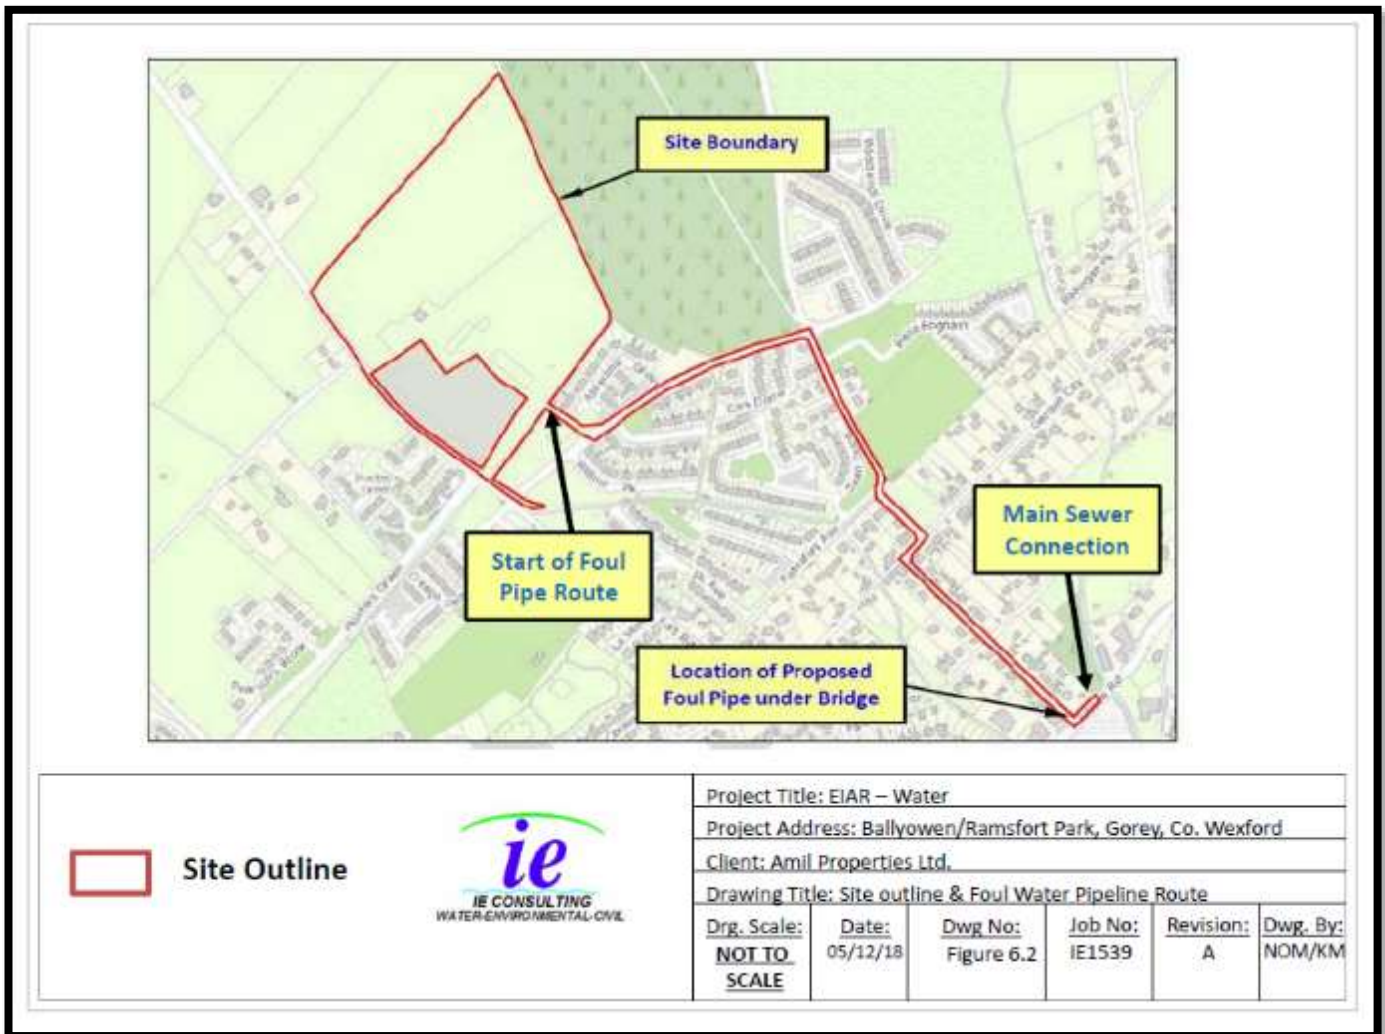 Site Boundary
Start of Foul
Pipe Route
Main Sewer
Connection
Location of Proposed
Foul Pipe under Bridge
Site Outline
ie
IE CONSULTING
WATER-ENVIRONMENTAL-CIVIL
Project Title: EIAR – Water
Project Address: Ballyowen/Ramsfort Park, Gorey, Co. Wexford
Client: Amil Properties Ltd.
Drawing Title: Site outline & Foul Water Pipeline Route
Drg. Scale:
NOT TO
SCALE
Date:
05/12/18
Dwg No:
Figure 6.2
Job No:
IE1539
Revision:
A
Dwg. By:
NOM/KM